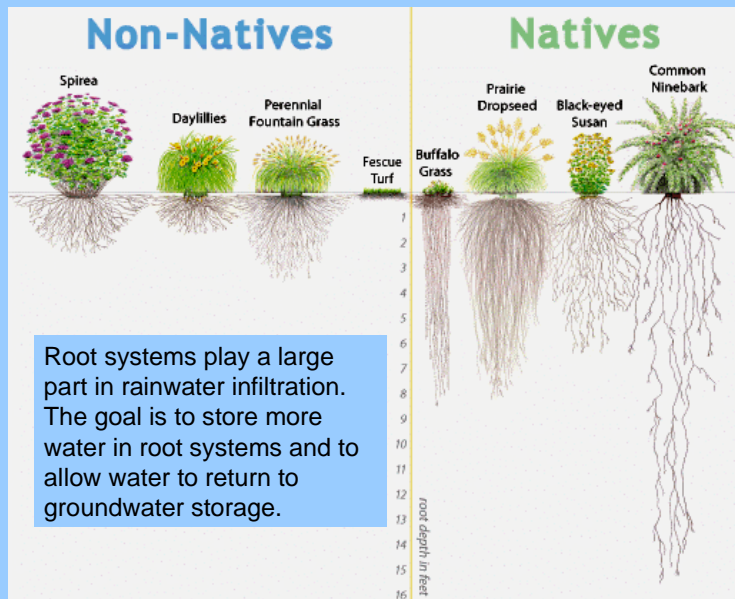 Non-Natives
Natives
Spirea
Daylillies
Perennial
Fountain Grass
Fescue
Turf
Buffalo
Grass
Prairie
Dropseed
Black-eyed
Susan
Common
Ninebark
1
2
3
4
5
6
7
8
9
10
11
12
13
14
15
16
root depth in feet
Root systems play a large
part in rainwater infiltration.
The goal is to store more
water in root systems and to
allow water to return to
groundwater storage.